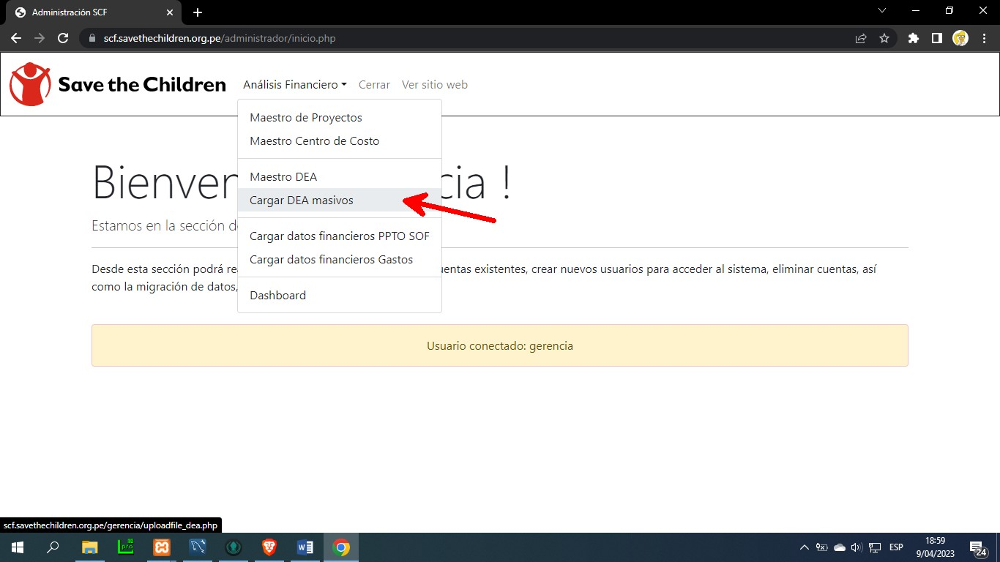 Administración SCF
scf.savethechildren.org.pe/administrador/inicio.php
Save the Children
Análisis Financiero
Cerrar
Ver sitio web
Maestro de Proyectos
Maestro Centro de Costo
Maestro DEA
Cargar DEA masivos
Cargar datos financieros PPTO SOF
Cargar datos financieros Gastos
Dashboard
Bienven cia !
Estamos en la sección d
Desde esta sección podrá re uentas existentes, crear nuevos usuarios para acceder al sistema, eliminar cuentas, así
como la migración de datos,
Usuario conectado: gerencia
scf.savethechildren.org.pe/gerencia/uploadfile_dea.php
pro
ESP
18:59
9/04/2023
24